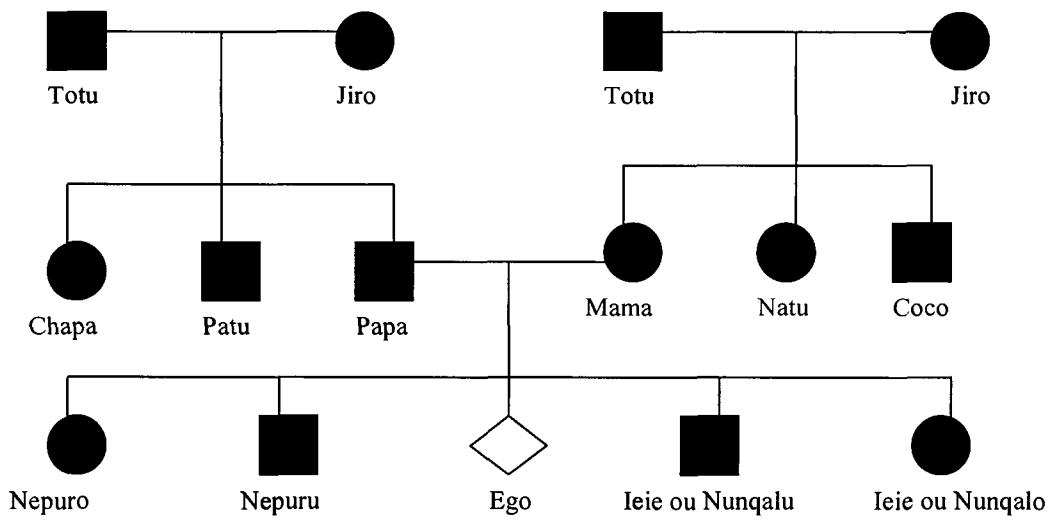 Totu Jiro Totu Jiro
Chapa Patu Papa Mama Natu Coco
Nepuro Nepuru Ego Ieie ou Nunqalu Ieie ou Nunqalo